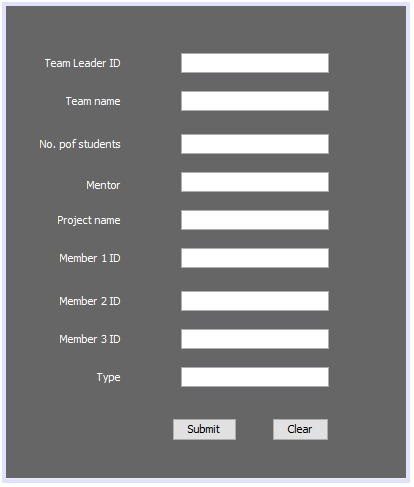 Team Leader ID
Team name
No. pof students
Mentor
Project name
Member 1 ID
Member 2 ID
Member 3 ID
Type
Submit Clear